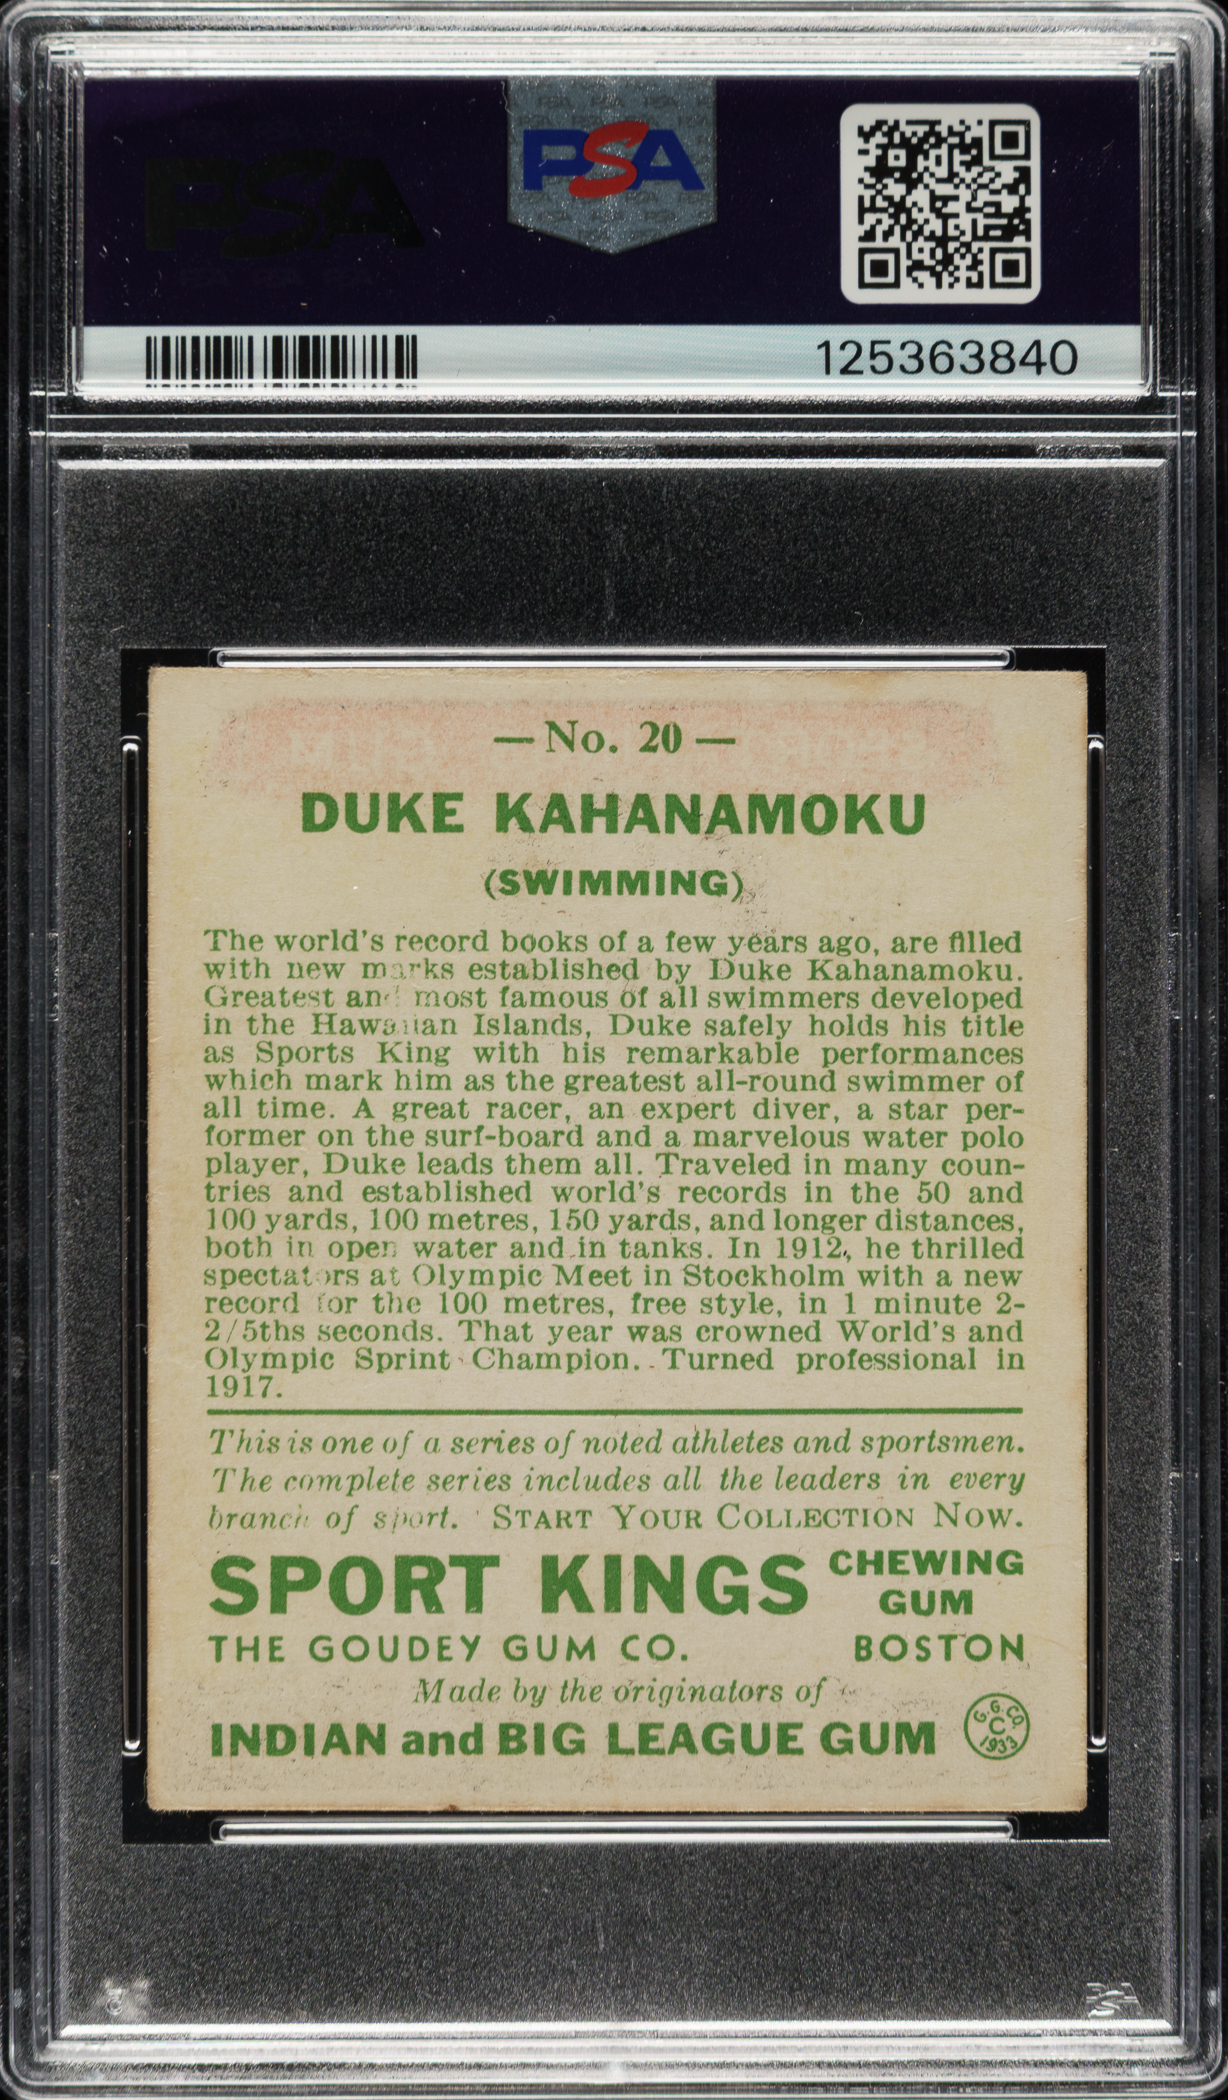 PSA
PSA
125363840
— No. 20 —
DUKE KAHANAMOKU
(SWIMMING)
The world's record books of a few years ago, are filled
with new marks established by Duke Kahanamoku.
Greatest and most famous of all swimmers developed
in the Hawaiian Islands, Duke safely holds his title
as Sports King with his remarkable performances
which mark him as the greatest all-round swimmer of
all time. A great racer, an expert diver, a star per-
former on the surf-board and a marvelous water polo
player, Duke leads them all. Traveled in many coun-
tries and established world's records in the 50 and
100 yards, 100 metres, 150 yards, and longer distances,
both in open water and in tanks. In 1912, he thrilled
spectators at Olympic Meet in Stockholm with a new
record for the 100 metres, free style, in 1 minute 2-
2/5ths seconds. That year was crowned World's and
Olympic Sprint Champion. Turned professional in
1917.
This is one of a series of noted athletes and sportsmen.
The complete series includes all the leaders in every
branch of sport. START YOUR COLLECTION NOW.
SPORT KINGS CHEWING GUM
THE GOUDEY GUM CO. BOSTON
Made by the originators of
INDIAN and BIG LEAGUE GUM
G. G. CO.
C
1933